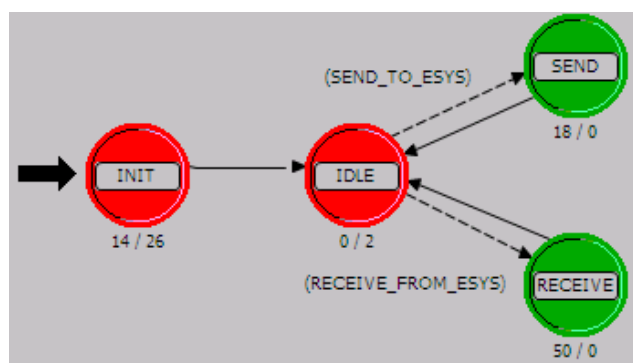 SEND
(SEND_TO_ESYS)
18 / 0
INIT
IDLE
14 / 26
0 / 2
(RECEIVE_FROM_ESYS)
RECEIVE
50 / 0